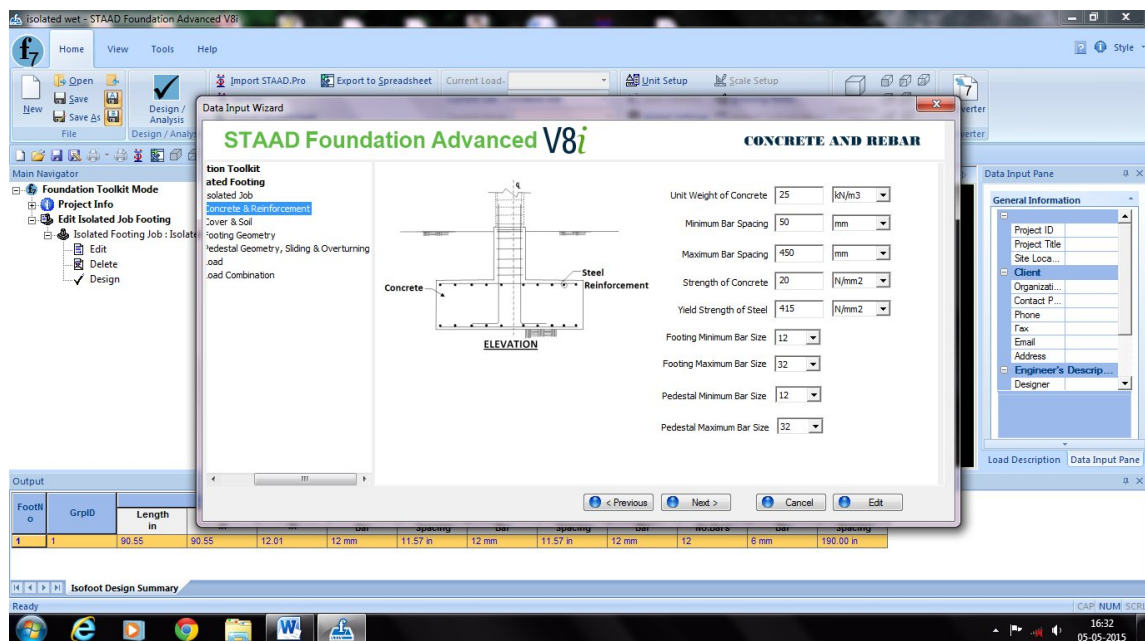 isolated wet - STAAD Foundation Advanced V8i
Home View Tools Help
Style
New
Open
Save
Save As
File
Design / Analysis
Import STAAD.Pro
Export to Spreadsheet
Current Load-
Unit Setup
Scale Setup
Main Navigator
Foundation Toolkit Mode
Project Info
Edit Isolated Job Footing
Isolated Footing Job : Isolate
Edit
Delete
Design
Data Input Wizard
STAAD Foundation Advanced V8i
CONCRETE AND REBAR
tion Toolkit
ated Footing
solated Job
Concrete & Reinforcement
Cover & Soil
Footing Geometry
Pedestal Geometry, Sliding & Overturning
Load
Load Combination
Concrete
Steel
Reinforcement
ELEVATION
Unit Weight of Concrete 25 kN/m3
Minimum Bar Spacing 50 mm
Maximum Bar Spacing 450 mm
Strength of Concrete 20 N/mm2
Yield Strength of Steel 415 N/mm2
Footing Minimum Bar Size 12
Footing Maximum Bar Size 32
Pedestal Minimum Bar Size 12
Pedestal Maximum Bar Size 32
< Previous Next > Cancel Edit
Data Input Pane
General Information
Project ID
Project Title
Site Loca...
Client
Organizati...
Contact P...
Phone
Fax
Email
Address
Engineer's Descrip...
Designer
Load Description Data Input Pane
Output
FootN o GrpID Length in
1 1 90.55 90.55 12.01 12 mm 11.57 in 12 mm 11.57 in 12 mm 12 6 mm 190.00 in
Isofoot Design Summary
Ready
CAP NUM SCRL
16:32
05-05-2015